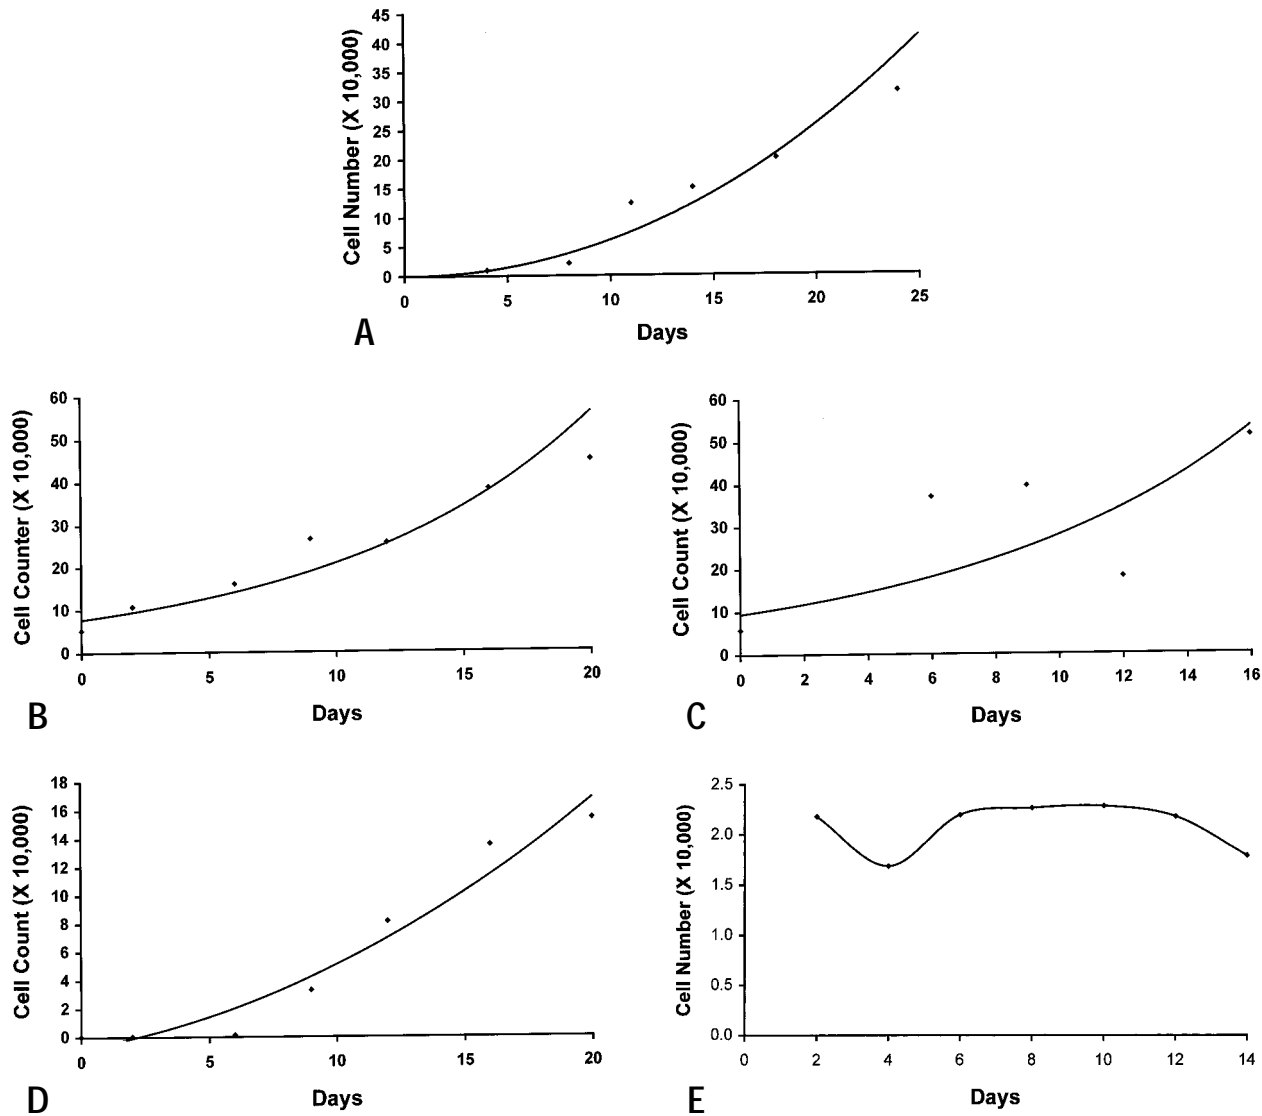 45
40
35
30
25
20
15
10
5
0
Cell Number (X 10,000)
0 5 10 15 20 25
Days
A
60
50
40
30
20
10
0
Cell Counter (X 10,000)
0 5 10 15 20
Days
B
60
50
40
30
20
10
0
Cell Count (X 10,000)
0 2 4 6 8 10 12 14 16
Days
C
18
16
14
12
10
8
6
4
2
0
Cell Count (X 10,000)
0 5 10 15 20
Days
D
2.5
2.0
1.5
1.0
0.5
0.0
Cell Number (X 10,000)
0 2 4 6 8 10 12 14
Days
E